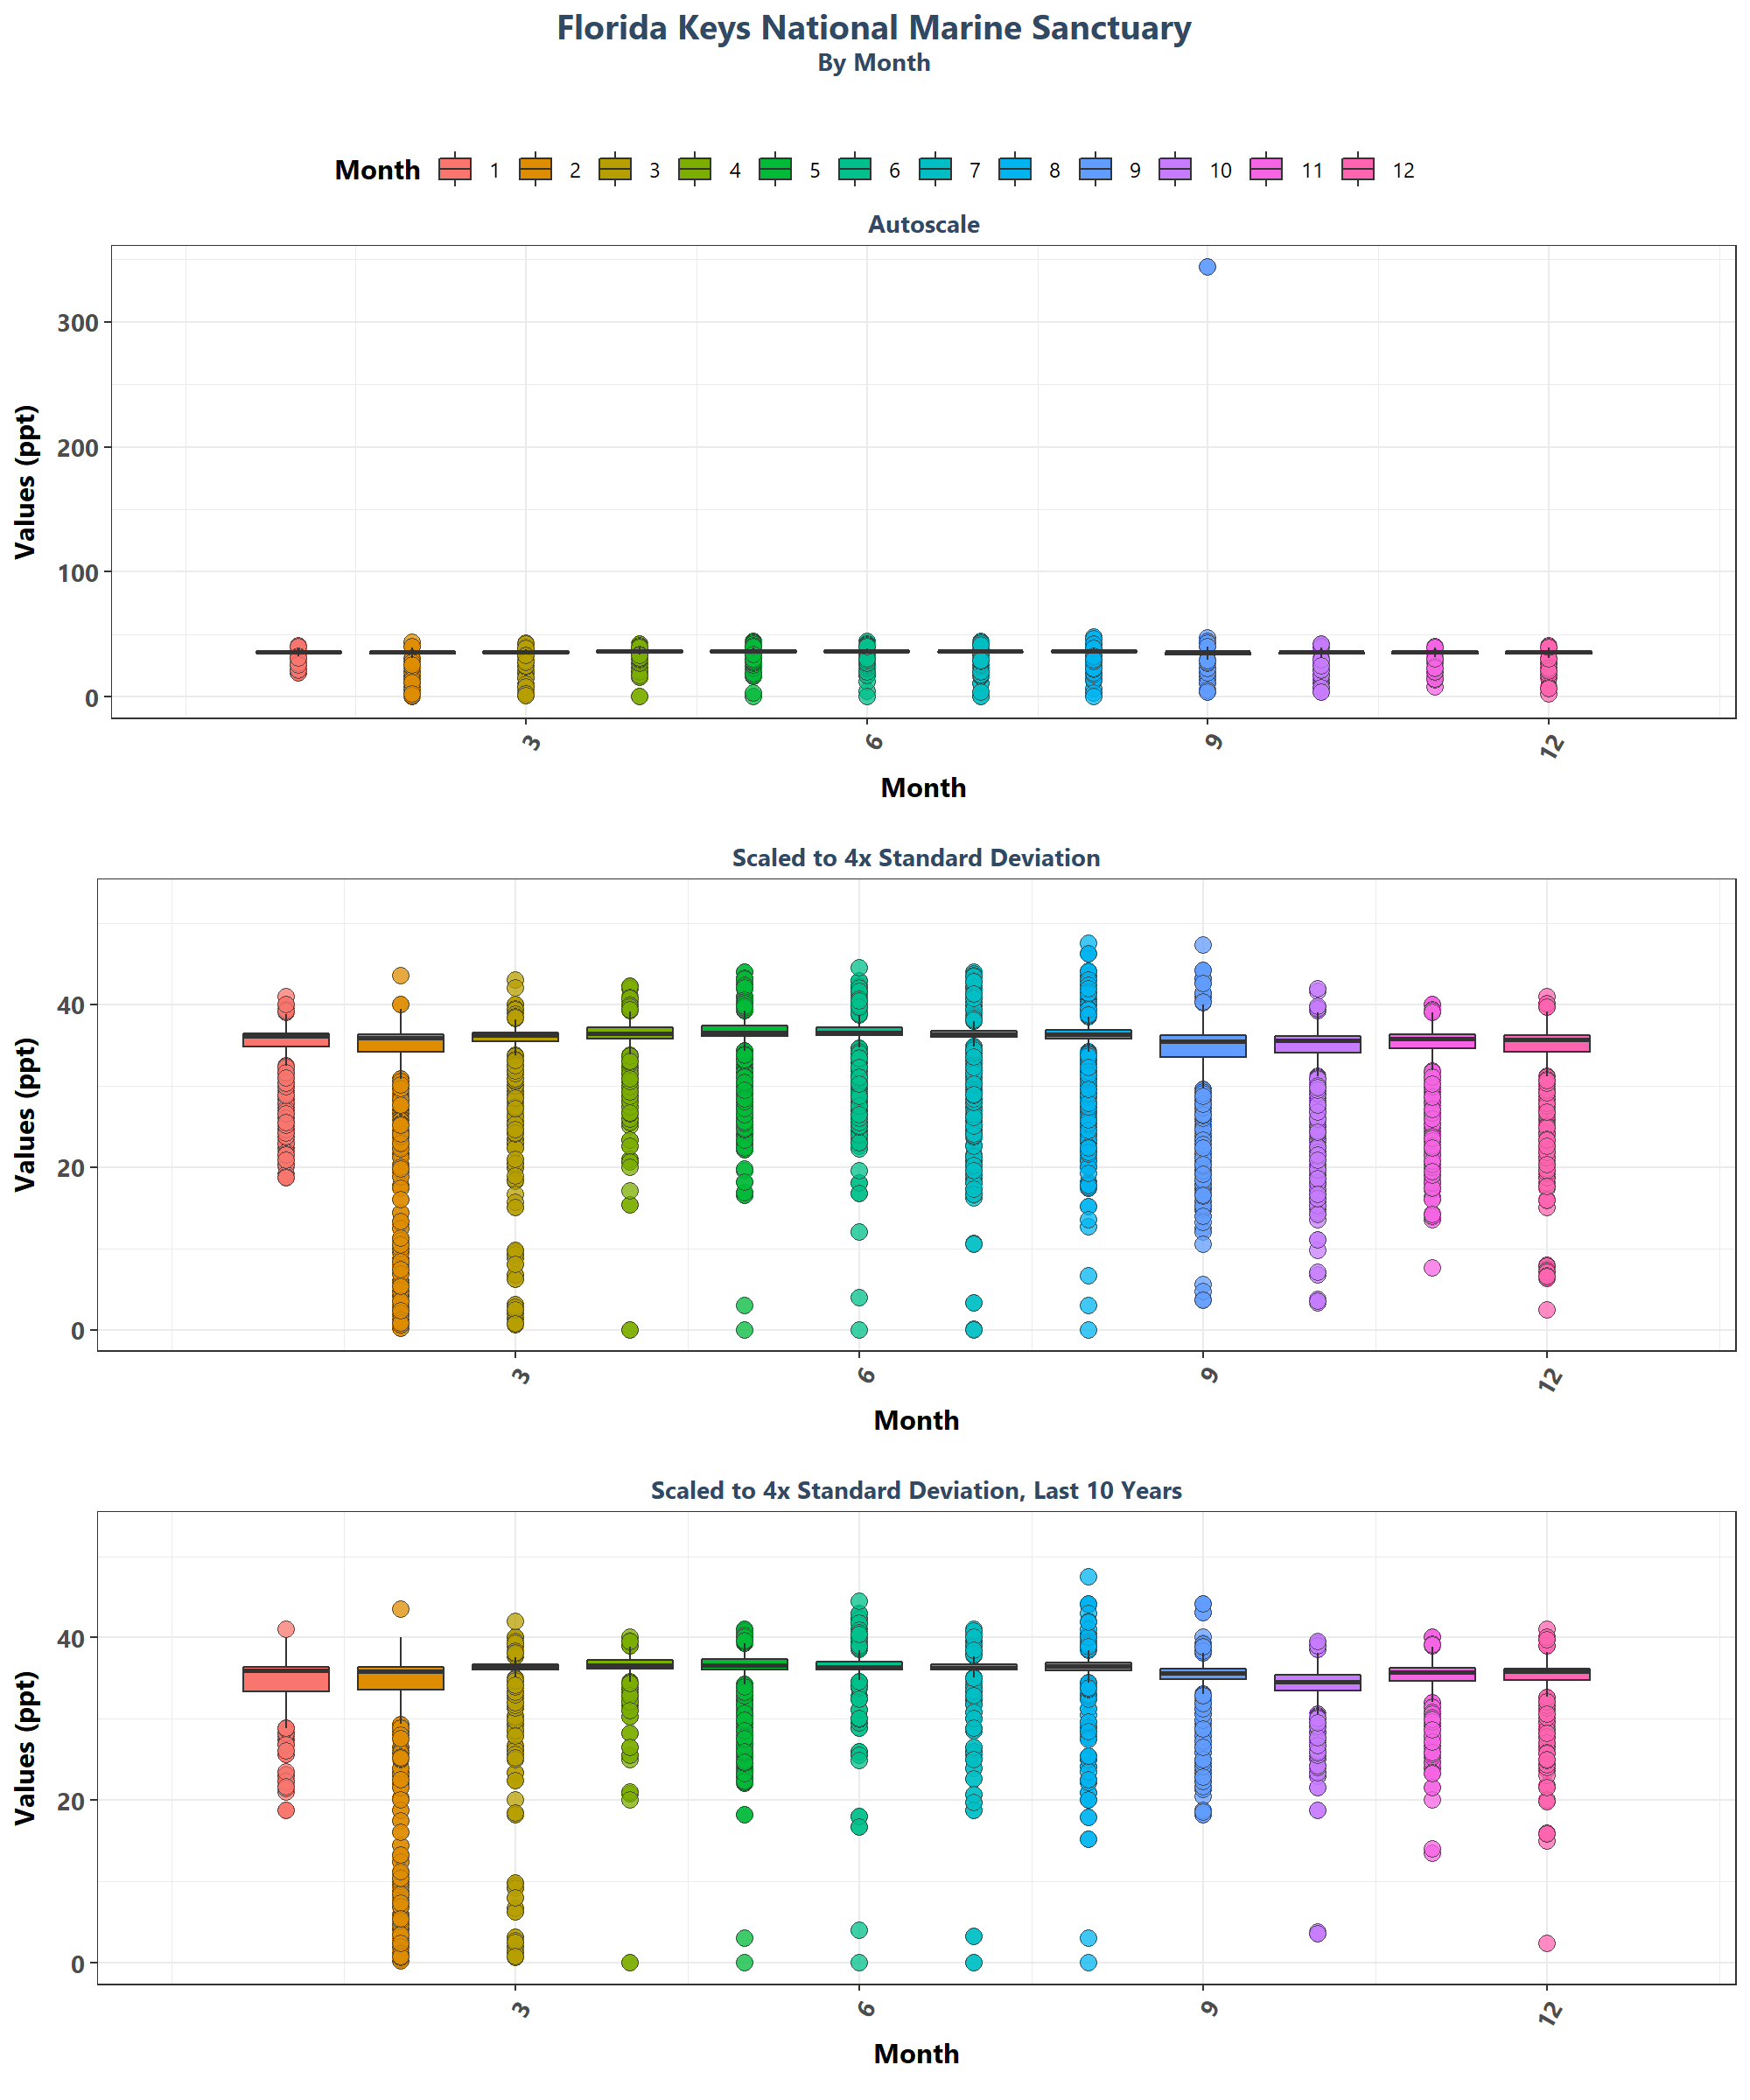 Florida Keys National Marine Sanctuary
By Month
Month 1 2 3 4 5 6 7 8 9 10 11 12
Autoscale
Values (ppt)
300
200
100
0
3 6 9 12
Month
Scaled to 4x Standard Deviation
Values (ppt)
40
20
0
3 6 9 12
Month
Scaled to 4x Standard Deviation, Last 10 Years
Values (ppt)
40
20
0
3 6 9 12
Month